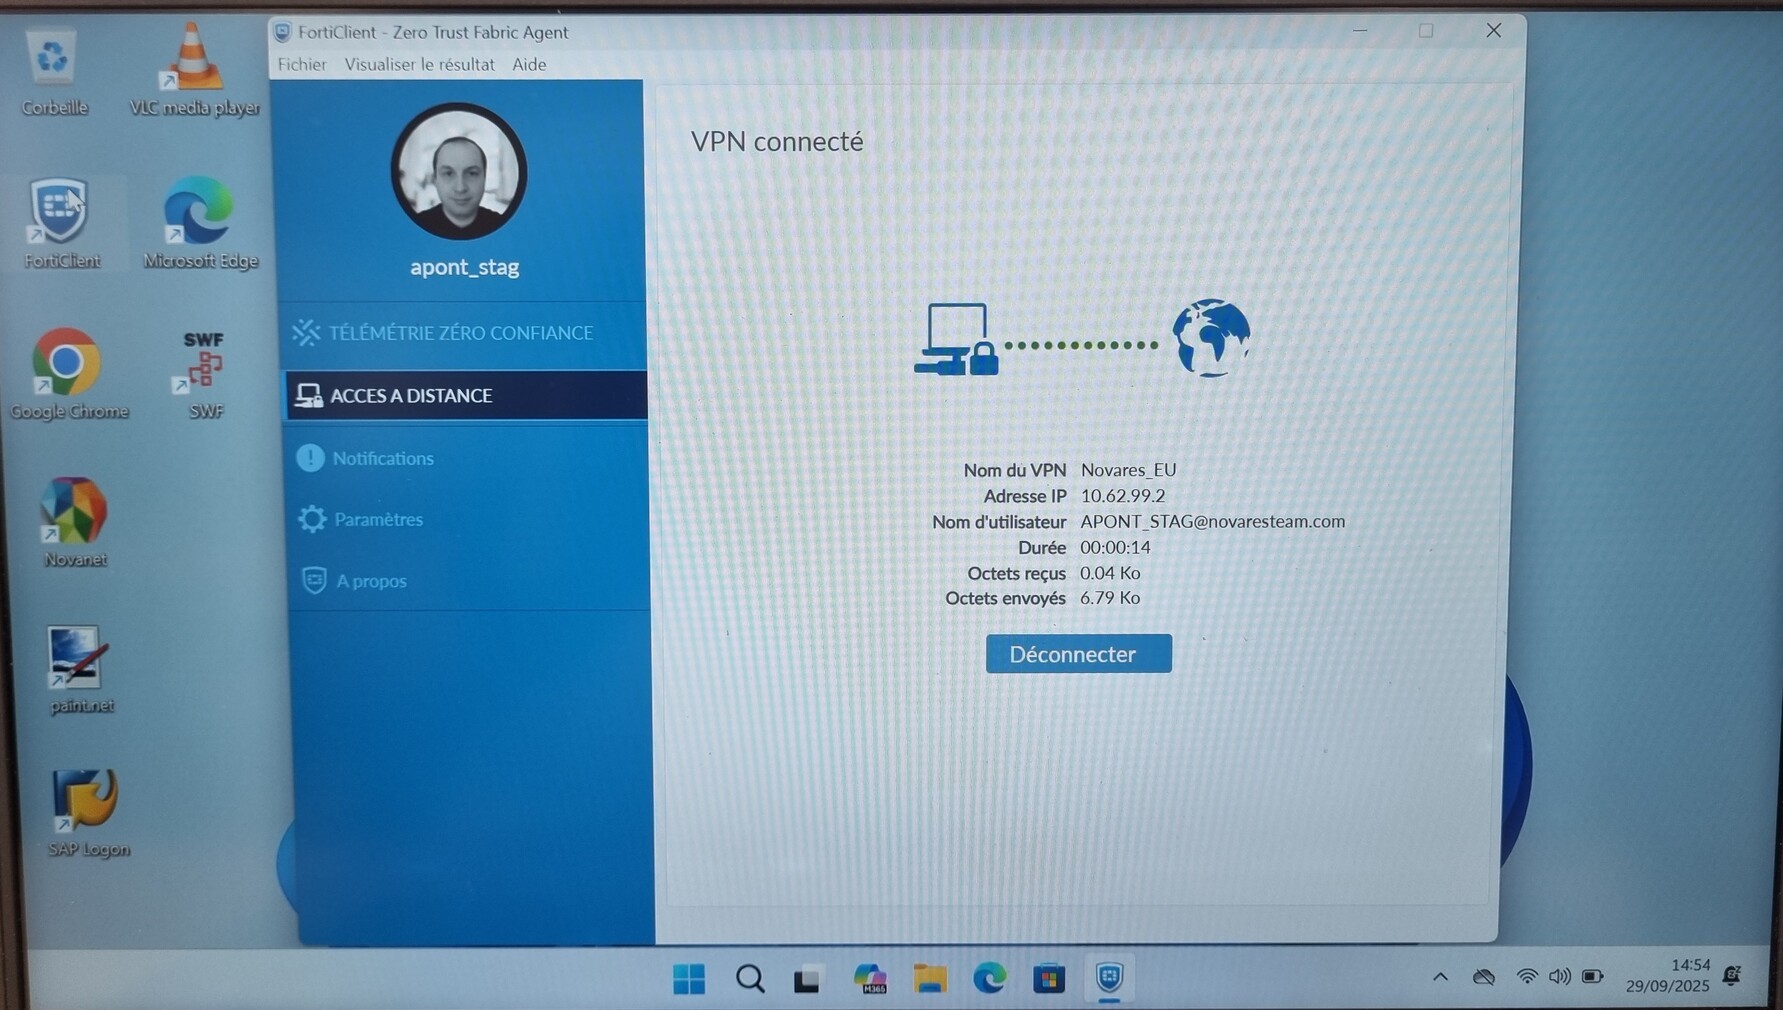 FortiClient - Zero Trust Fabric Agent
Fichier Visualiser le résultat Aide
Corbeille
VLC media player
FortiClient
Microsoft Edge
Google Chrome
SWF
SWF
Novanet
paint.net
SAP Logon
apont_stag
TÉLÉMÉTRIE ZÉRO CONFIANCE
ACCES A DISTANCE
Notifications
Paramètres
A propos
VPN connecté
Nom du VPN Novares_EU
Adresse IP 10.62.99.2
Nom d'utilisateur APONT_STAG@novaresteam.com
Durée 00:00:14
Octets reçus 0.04 Ko
Octets envoyés 6.79 Ko
Déconnecter
M365
14:54
29/09/2025